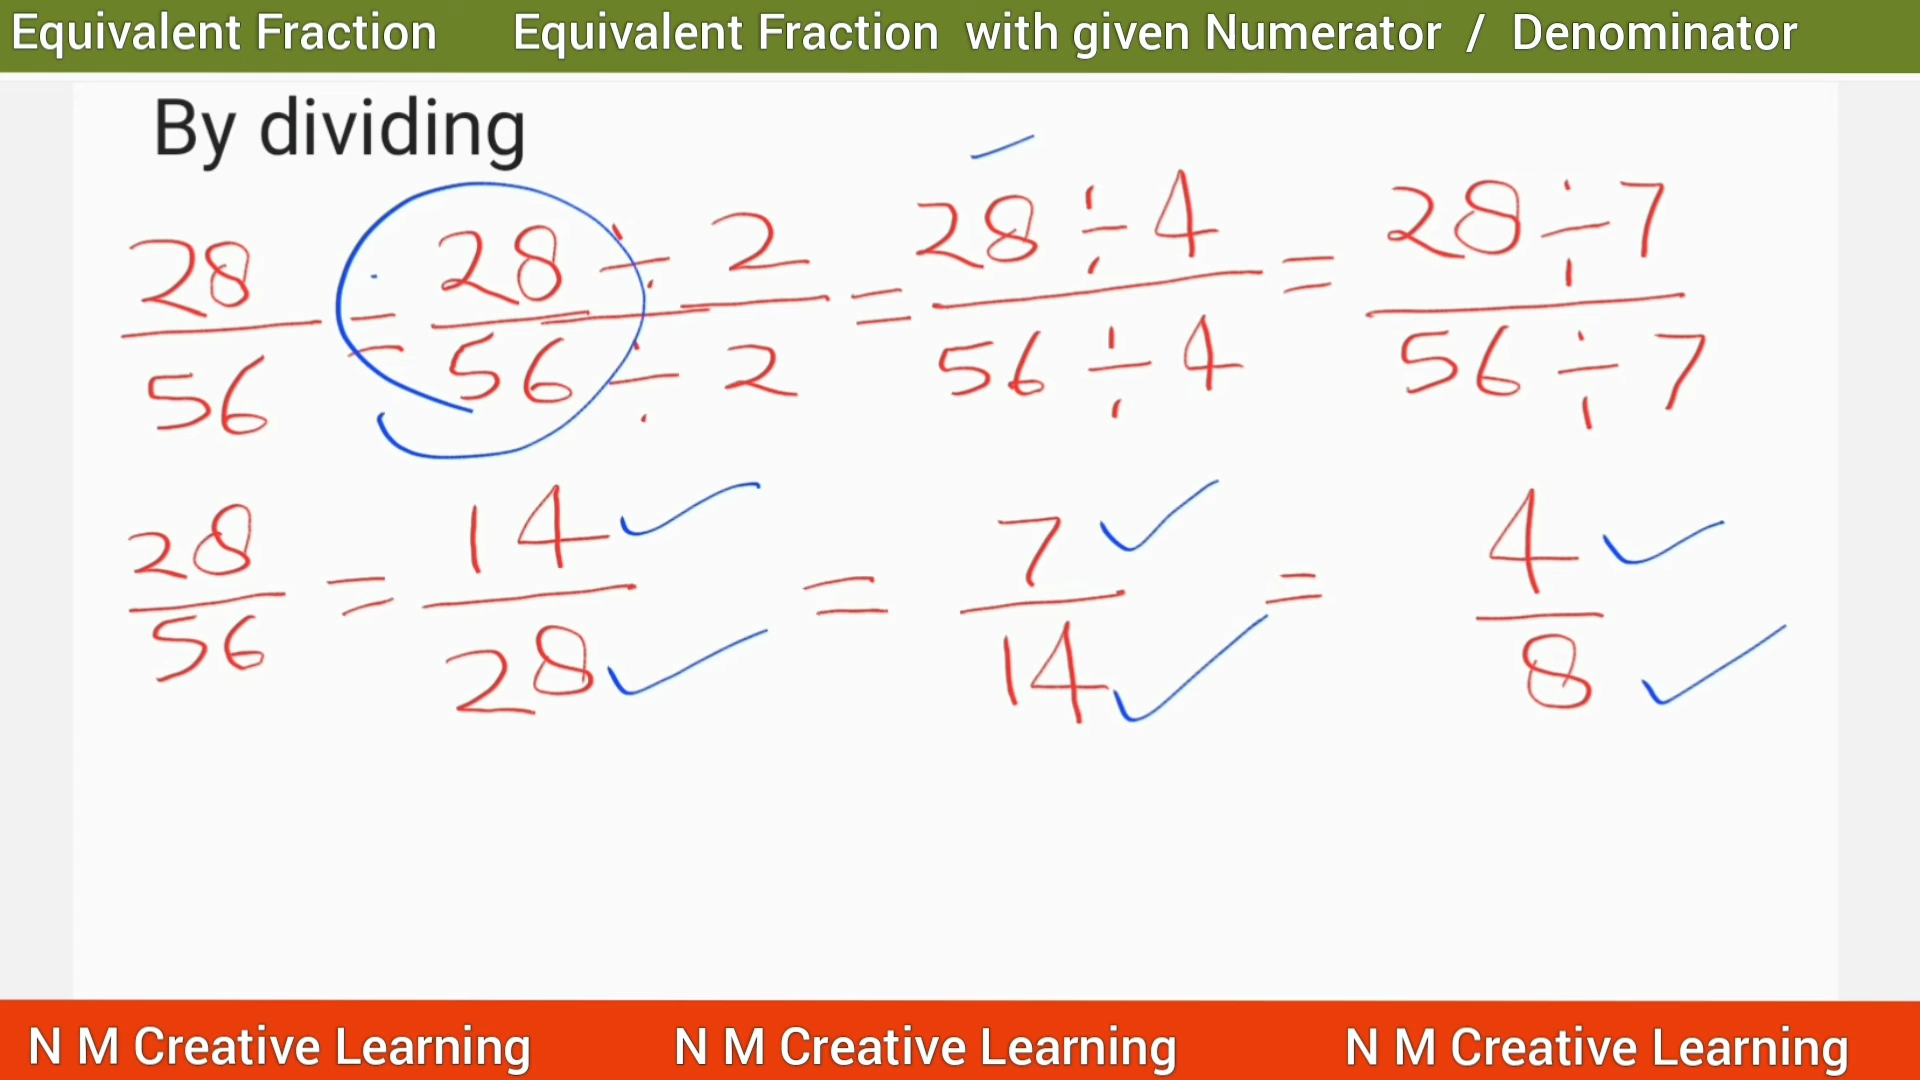 Equivalent Fraction Equivalent Fraction with given Numerator / Denominator
By dividing
28/56 = 28 ÷ 2/56 ÷ 2 = 28 ÷ 4/56 ÷ 4 = 28 ÷ 7/56 ÷ 7
28/56 = 14/28 = 7/14 = 4/8
N M Creative Learning N M Creative Learning N M Creative Learning